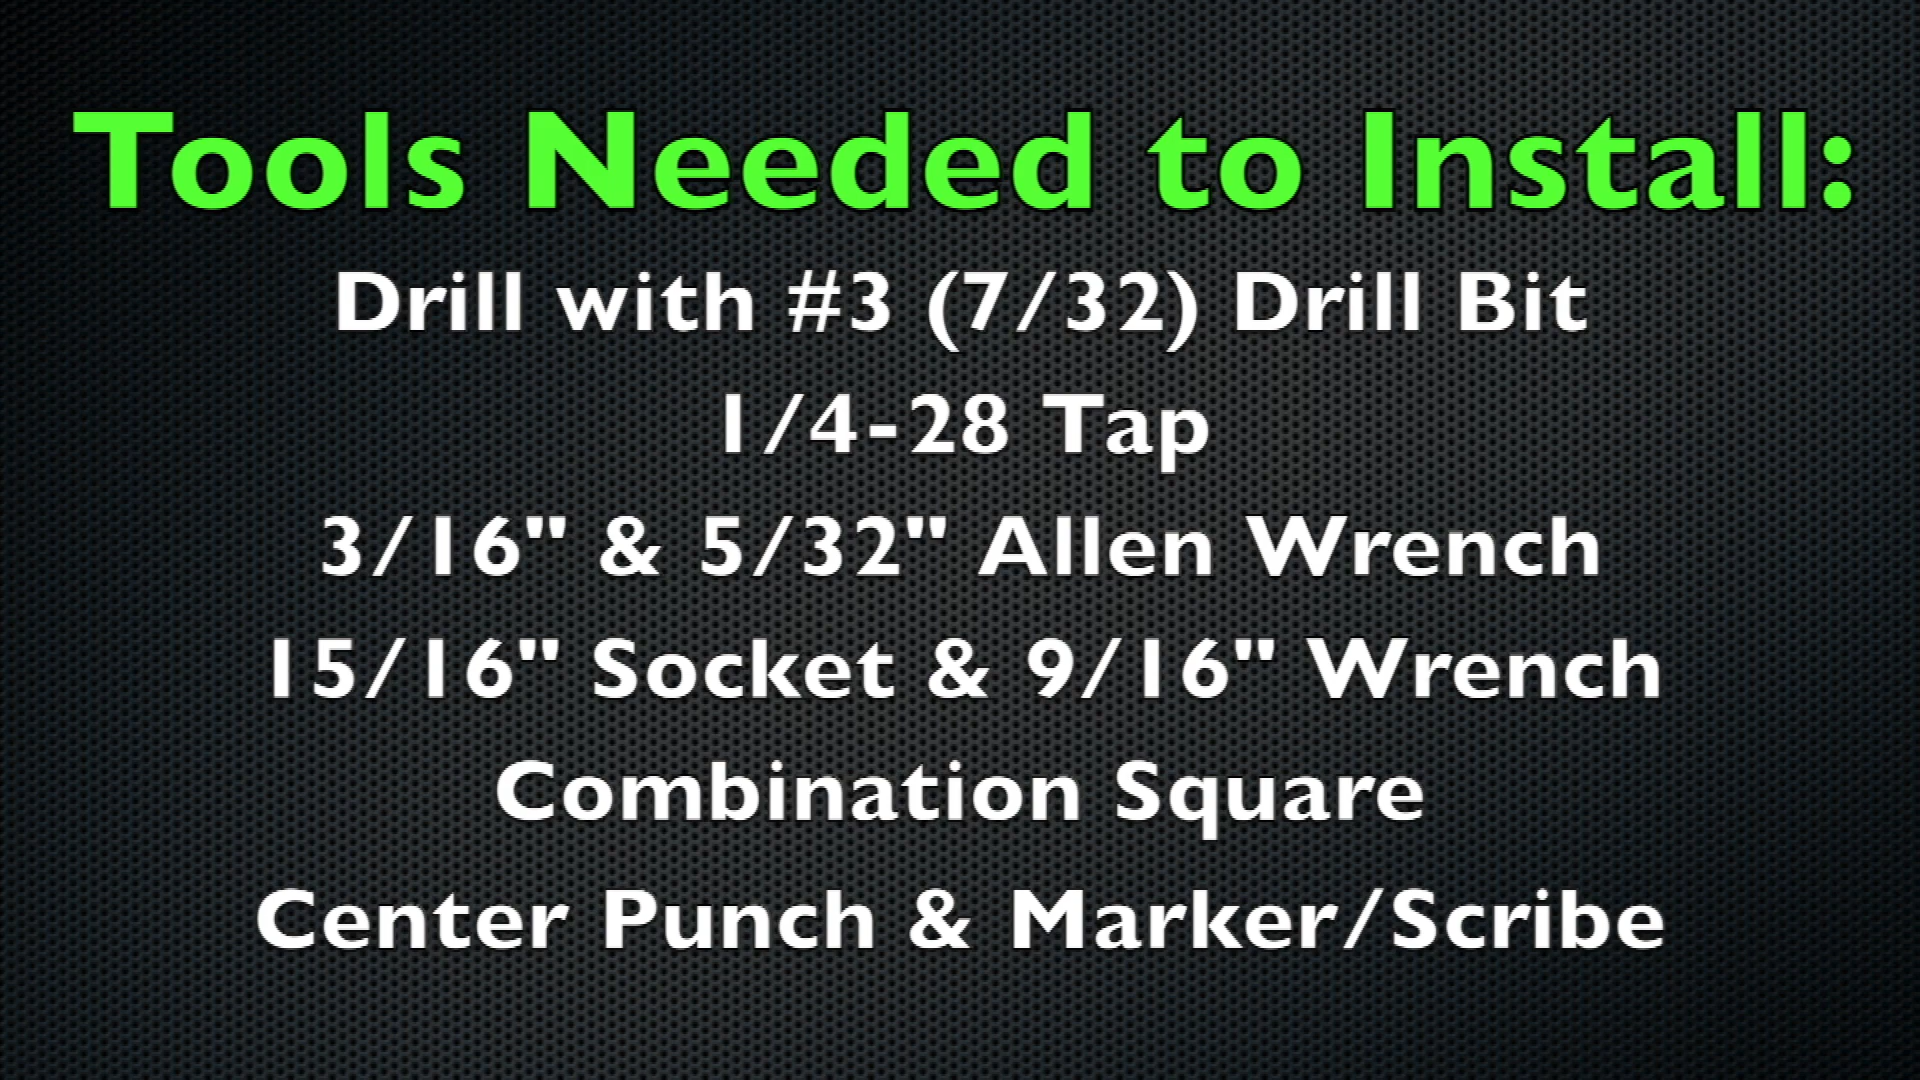 Tools Needed to Install:
Drill with #3 (7/32) Drill Bit
1/4-28 Tap
3/16" & 5/32" Allen Wrench
15/16" Socket & 9/16" Wrench
Combination Square
Center Punch & Marker/Scribe